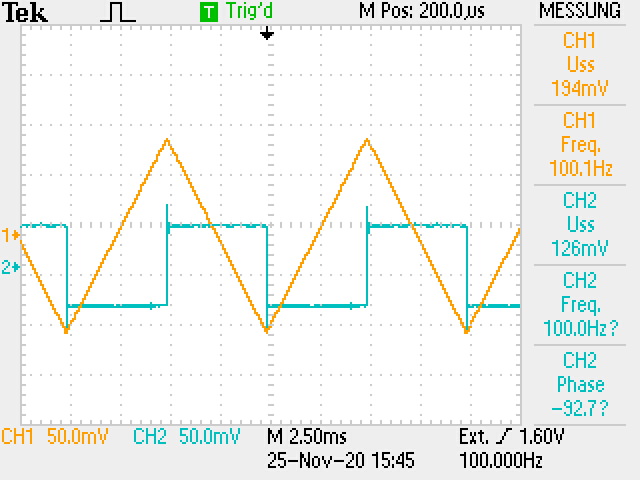 Tek T Trig'd M Pos: 200.0µs MESSUNG
CH1
Uss
194mV
CH1
Freq.
100.1Hz
CH2
Uss
126mV
CH2
Freq.
100.0Hz?
CH2
Phase
-92.7?
1
2
CH1 50.0mV CH2 50.0mV M 2.50ms Ext. 1.60V
25-Nov-20 15:45 100.000Hz